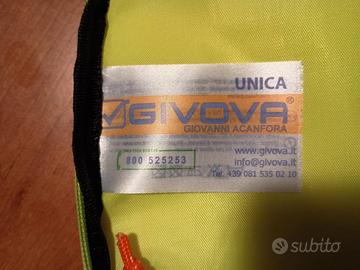 UNICA
GIVOVA®
GIOVANNI ACANFORA
800 525253
www.givova.it
info@givova.it
Tel. +39 081 535 02 10
subito